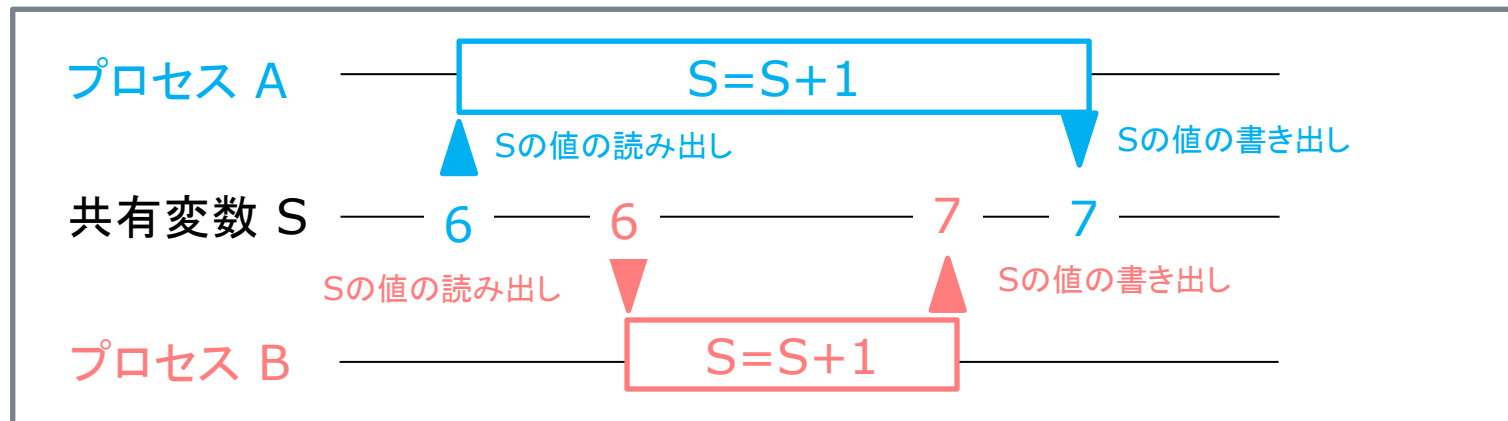 プロセス A
S=S+1
Sの値の読み出し
Sの値の書き出し
共有変数 S
6
6
7
7
Sの値の読み出し
Sの値の書き出し
プロセス B
S=S+1